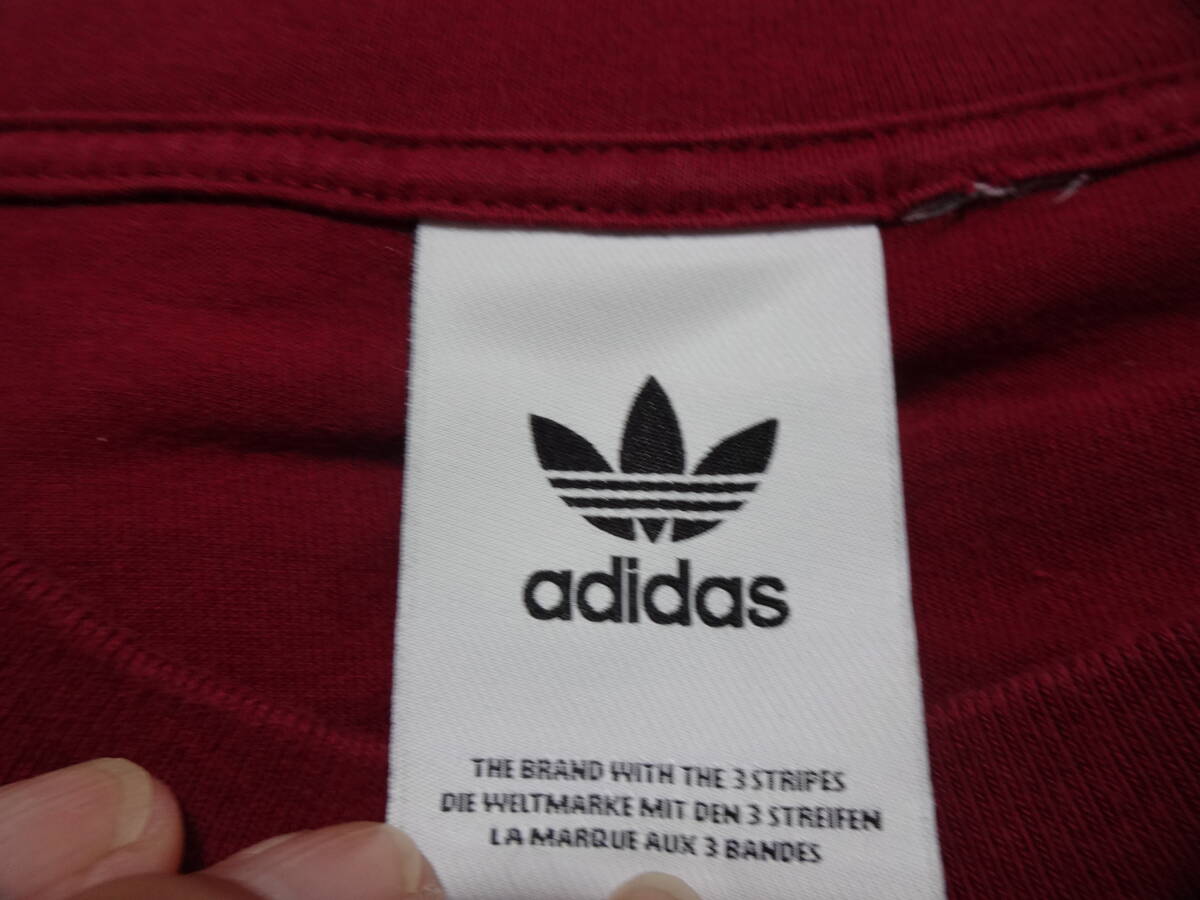 adidas
THE BRAND WITH THE 3 STRIPES
DIE WELTMARKE MIT DEN 3 STREIFEN
LA MARQUE AUX 3 BANDES